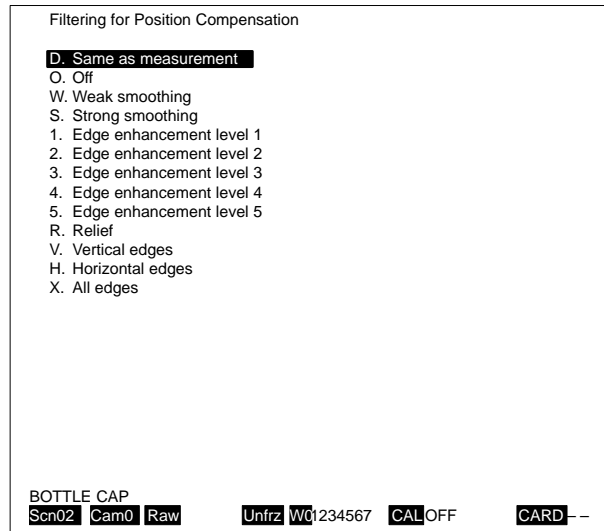 Filtering for Position Compensation
D. Same as measurement
O. Off
W. Weak smoothing
S. Strong smoothing
1. Edge enhancement level 1
2. Edge enhancement level 2
3. Edge enhancement level 3
4. Edge enhancement level 4
5. Edge enhancement level 5
R. Relief
V. Vertical edges
H. Horizontal edges
X. All edges
BOTTLE CAP
Scn02 Cam0 Raw Unfrz W01234567 CAL OFF CARD – –